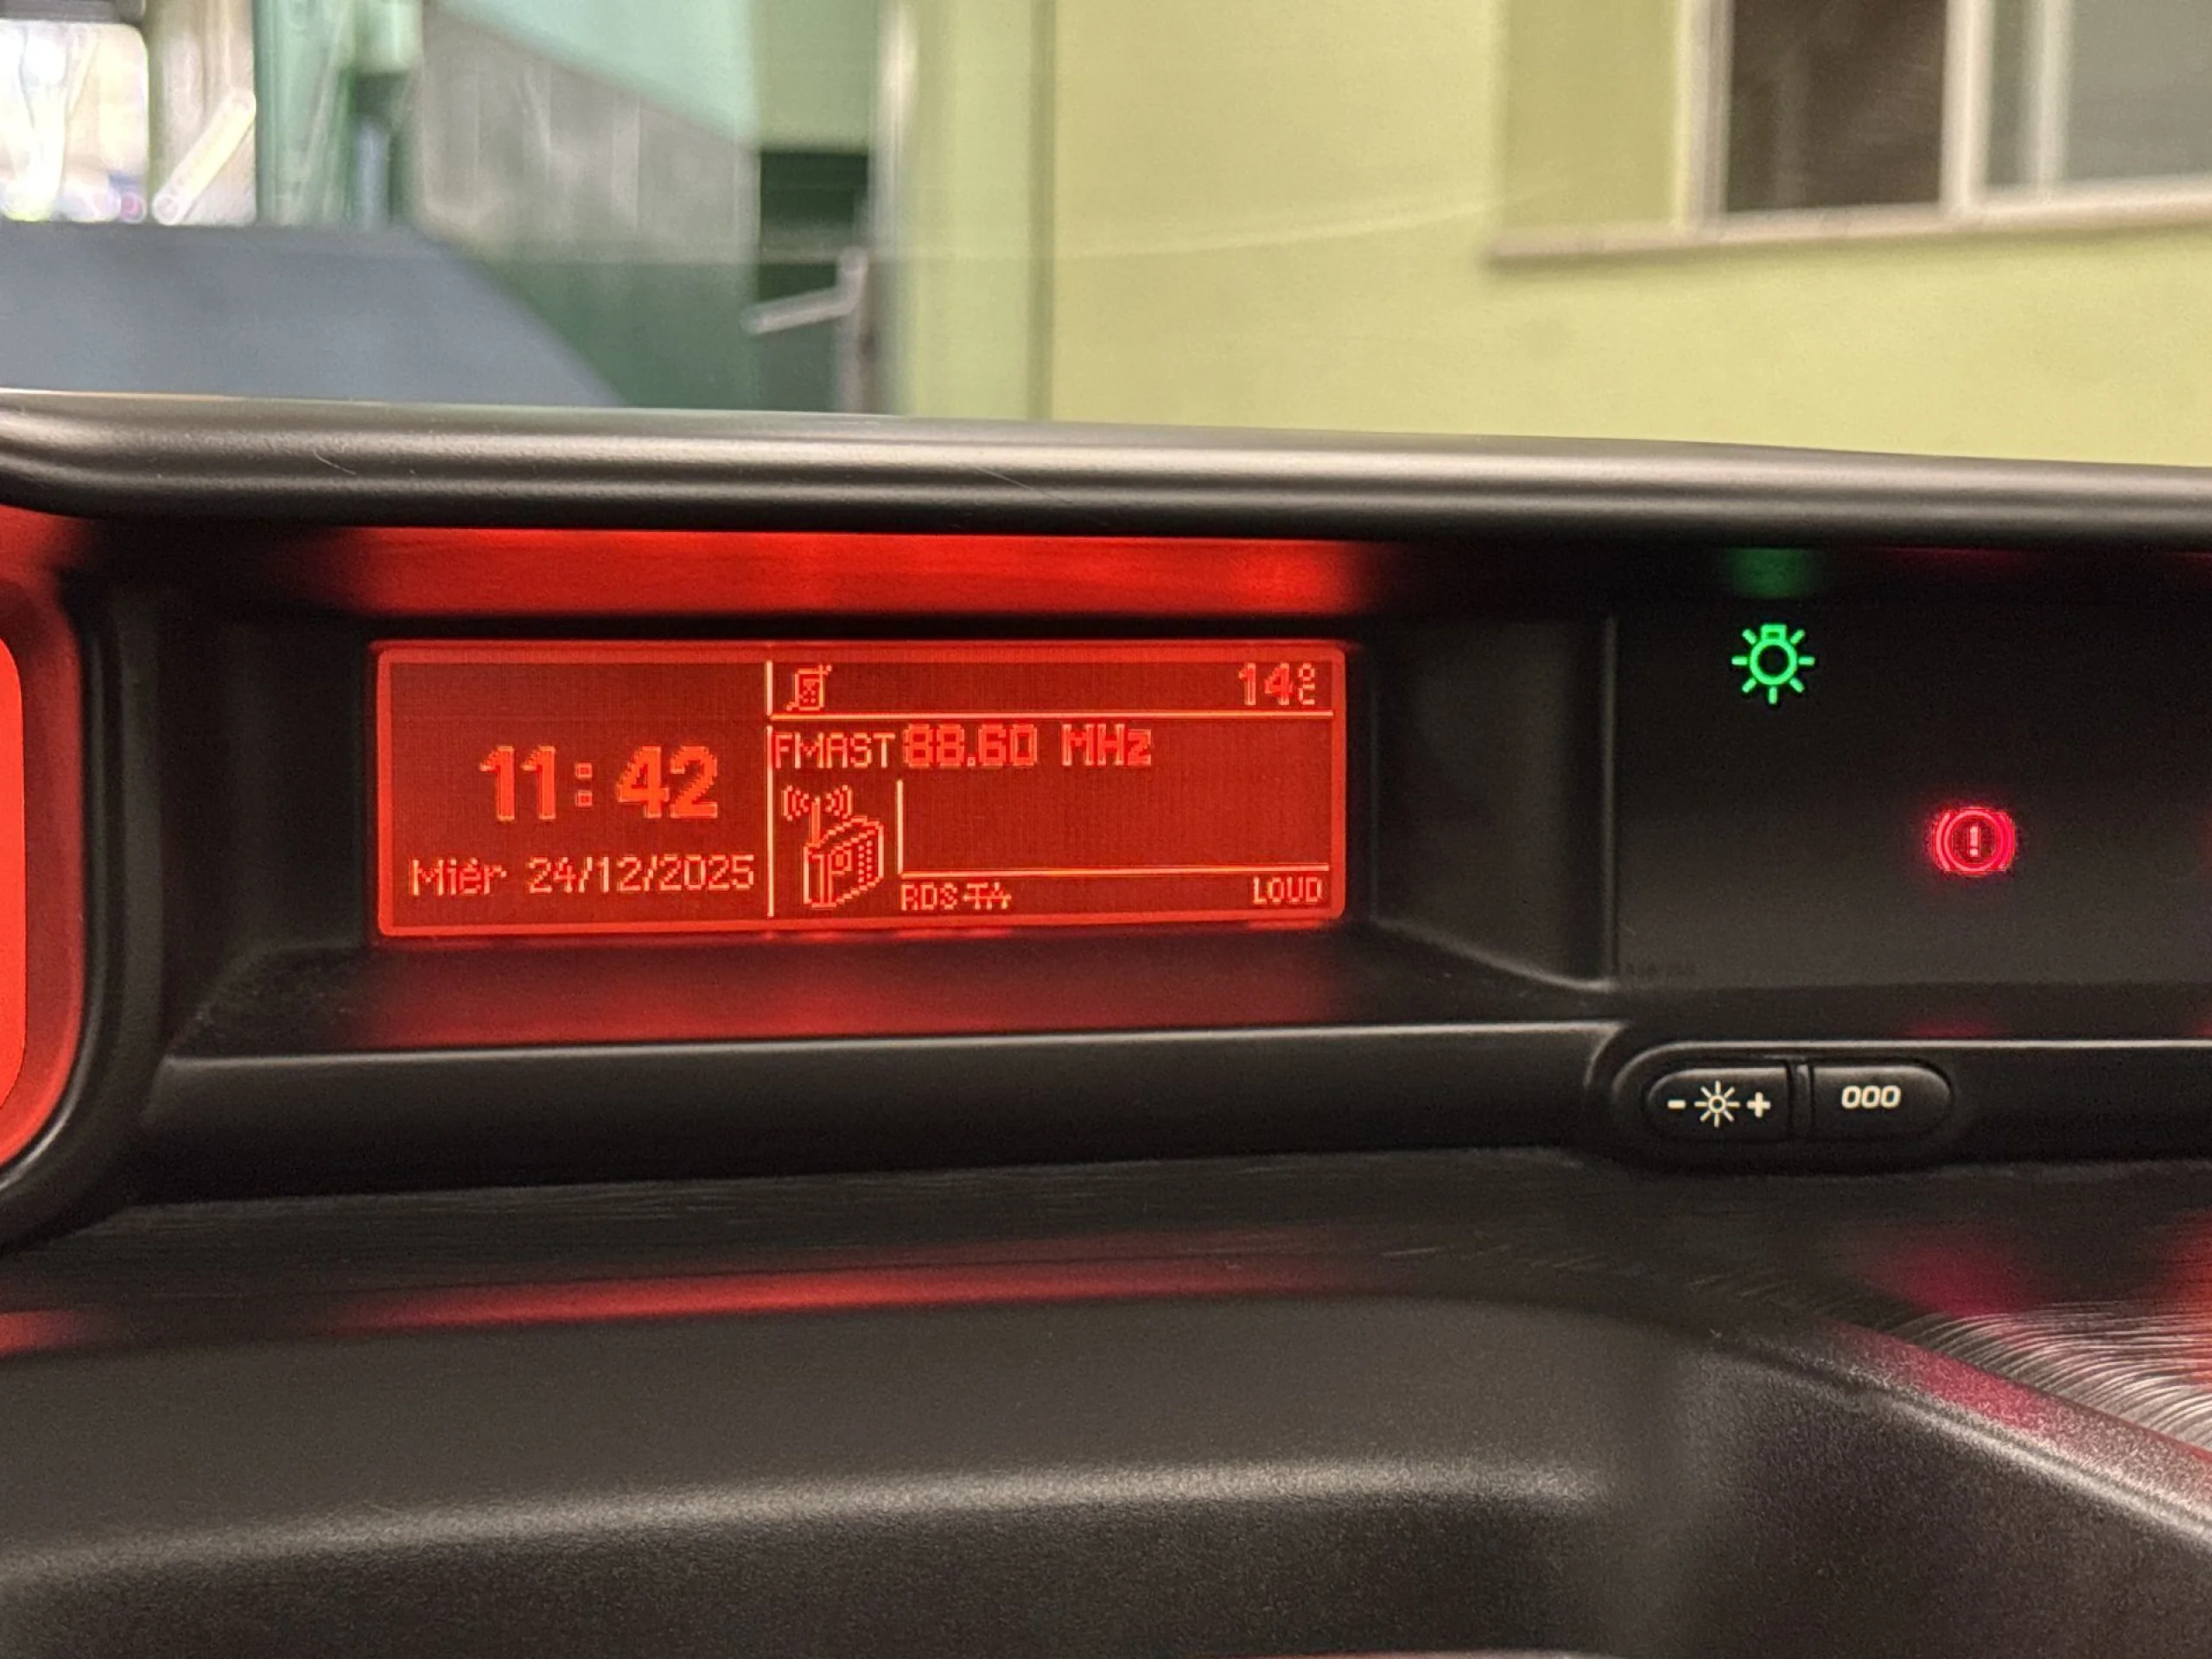 14°C
FMAST 88.60 MHz
11:42
Miér 24/12/2025
RDS TA
LOUD
- +
000